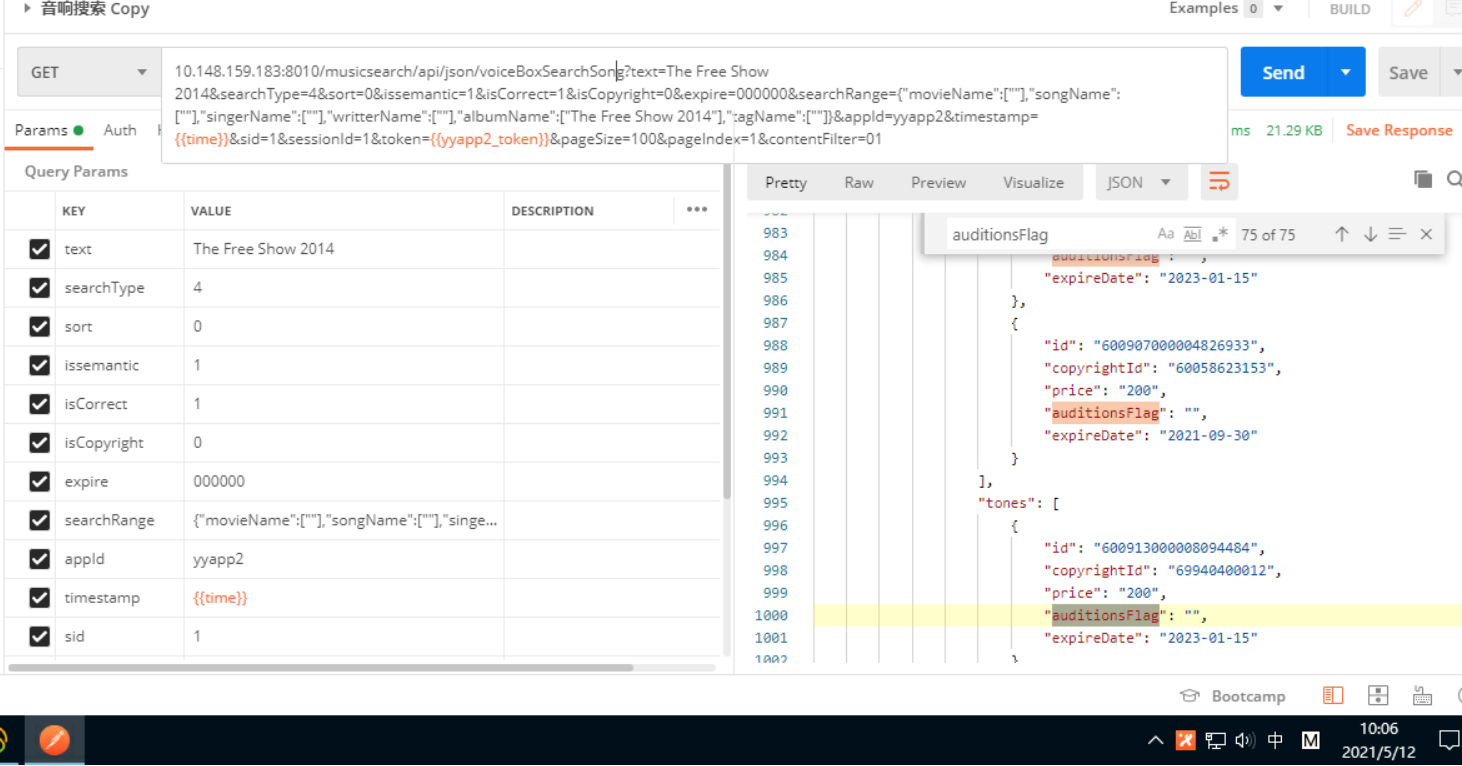 音响搜索 Copy
Examples 0
BUILD
GET
10.148.159.183:8010/musicsearch/api/json/voiceBoxSearchSong?text=The Free Show
2014&searchType=4&sort=0&issemantic=1&isCorrect=1&isCopyright=0&expire=000000&searchRange={"movieName":[""],"songName":
[""],"singerName":[""],"writterName":[""],"albumName":["The Free Show 2014"],"tagName":[""]}&appId=yyapp2&timestamp=
{{time}}&sid=1&sessionId=1&token={{yyapp2_token}}&pageSize=100&pageIndex=1&contentFilter=01
Send
Save
Params
Auth
ms
21.29 KB
Save Response
Query Params
Pretty
Raw
Preview
Visualize
JSON
KEY
VALUE
DESCRIPTION
•••
text
The Free Show 2014
searchType
4
sort
0
issemantic
1
isCorrect
1
isCopyright
0
expire
000000
searchRange
{"movieName":[""],"songName":[""],"singe...
appId
yyapp2
timestamp
{{time}}
sid
1
auditionsFlag
Aa
Abl
.*
75 of 75
982
983
984 "auditionsFlag": "",
985 "expireDate": "2023-01-15"
986 },
987 {
988 "id": "600907000004826933",
989 "copyrightId": "60058623153",
990 "price": "200",
991 "auditionsFlag": "",
992 "expireDate": "2021-09-30"
993 }
994 ],
995 "tones": [
996 {
997 "id": "600913000008094484",
998 "copyrightId": "69940400012",
999 "price": "200",
1000 "auditionsFlag": "",
1001 "expireDate": "2023-01-15"
1002 }
Bootcamp
中
M
10:06
2021/5/12